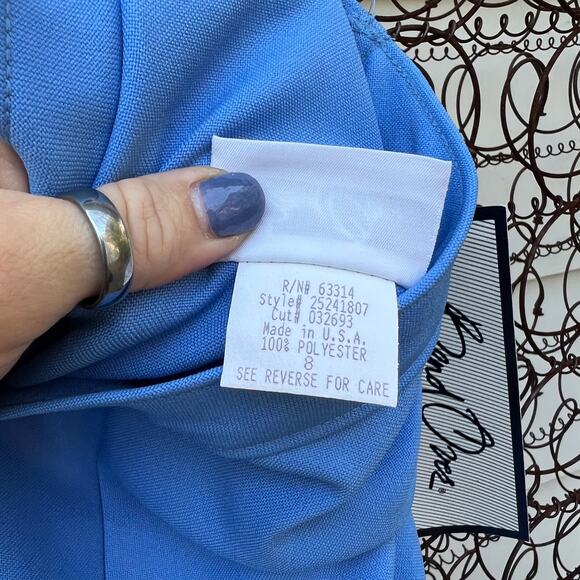 R/N# 63314
Style# 25241807
Cut# 032693
Made in U.S.A.
100% POLYESTER
8
SEE REVERSE FOR CARE
®